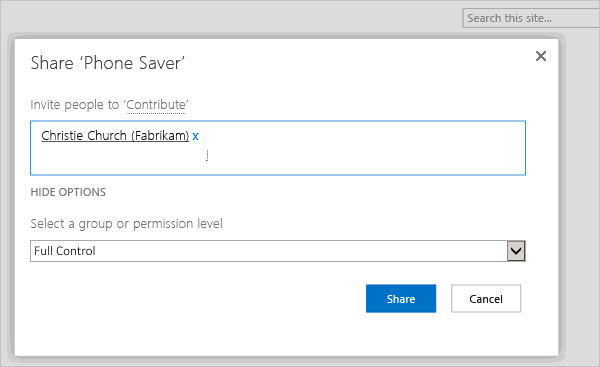 Search this site...
Share ‘Phone Saver’
Invite people to ‘Contribute’
Christie Church (Fabrikam) x
HIDE OPTIONS
Select a group or permission level
Full Control
Share
Cancel